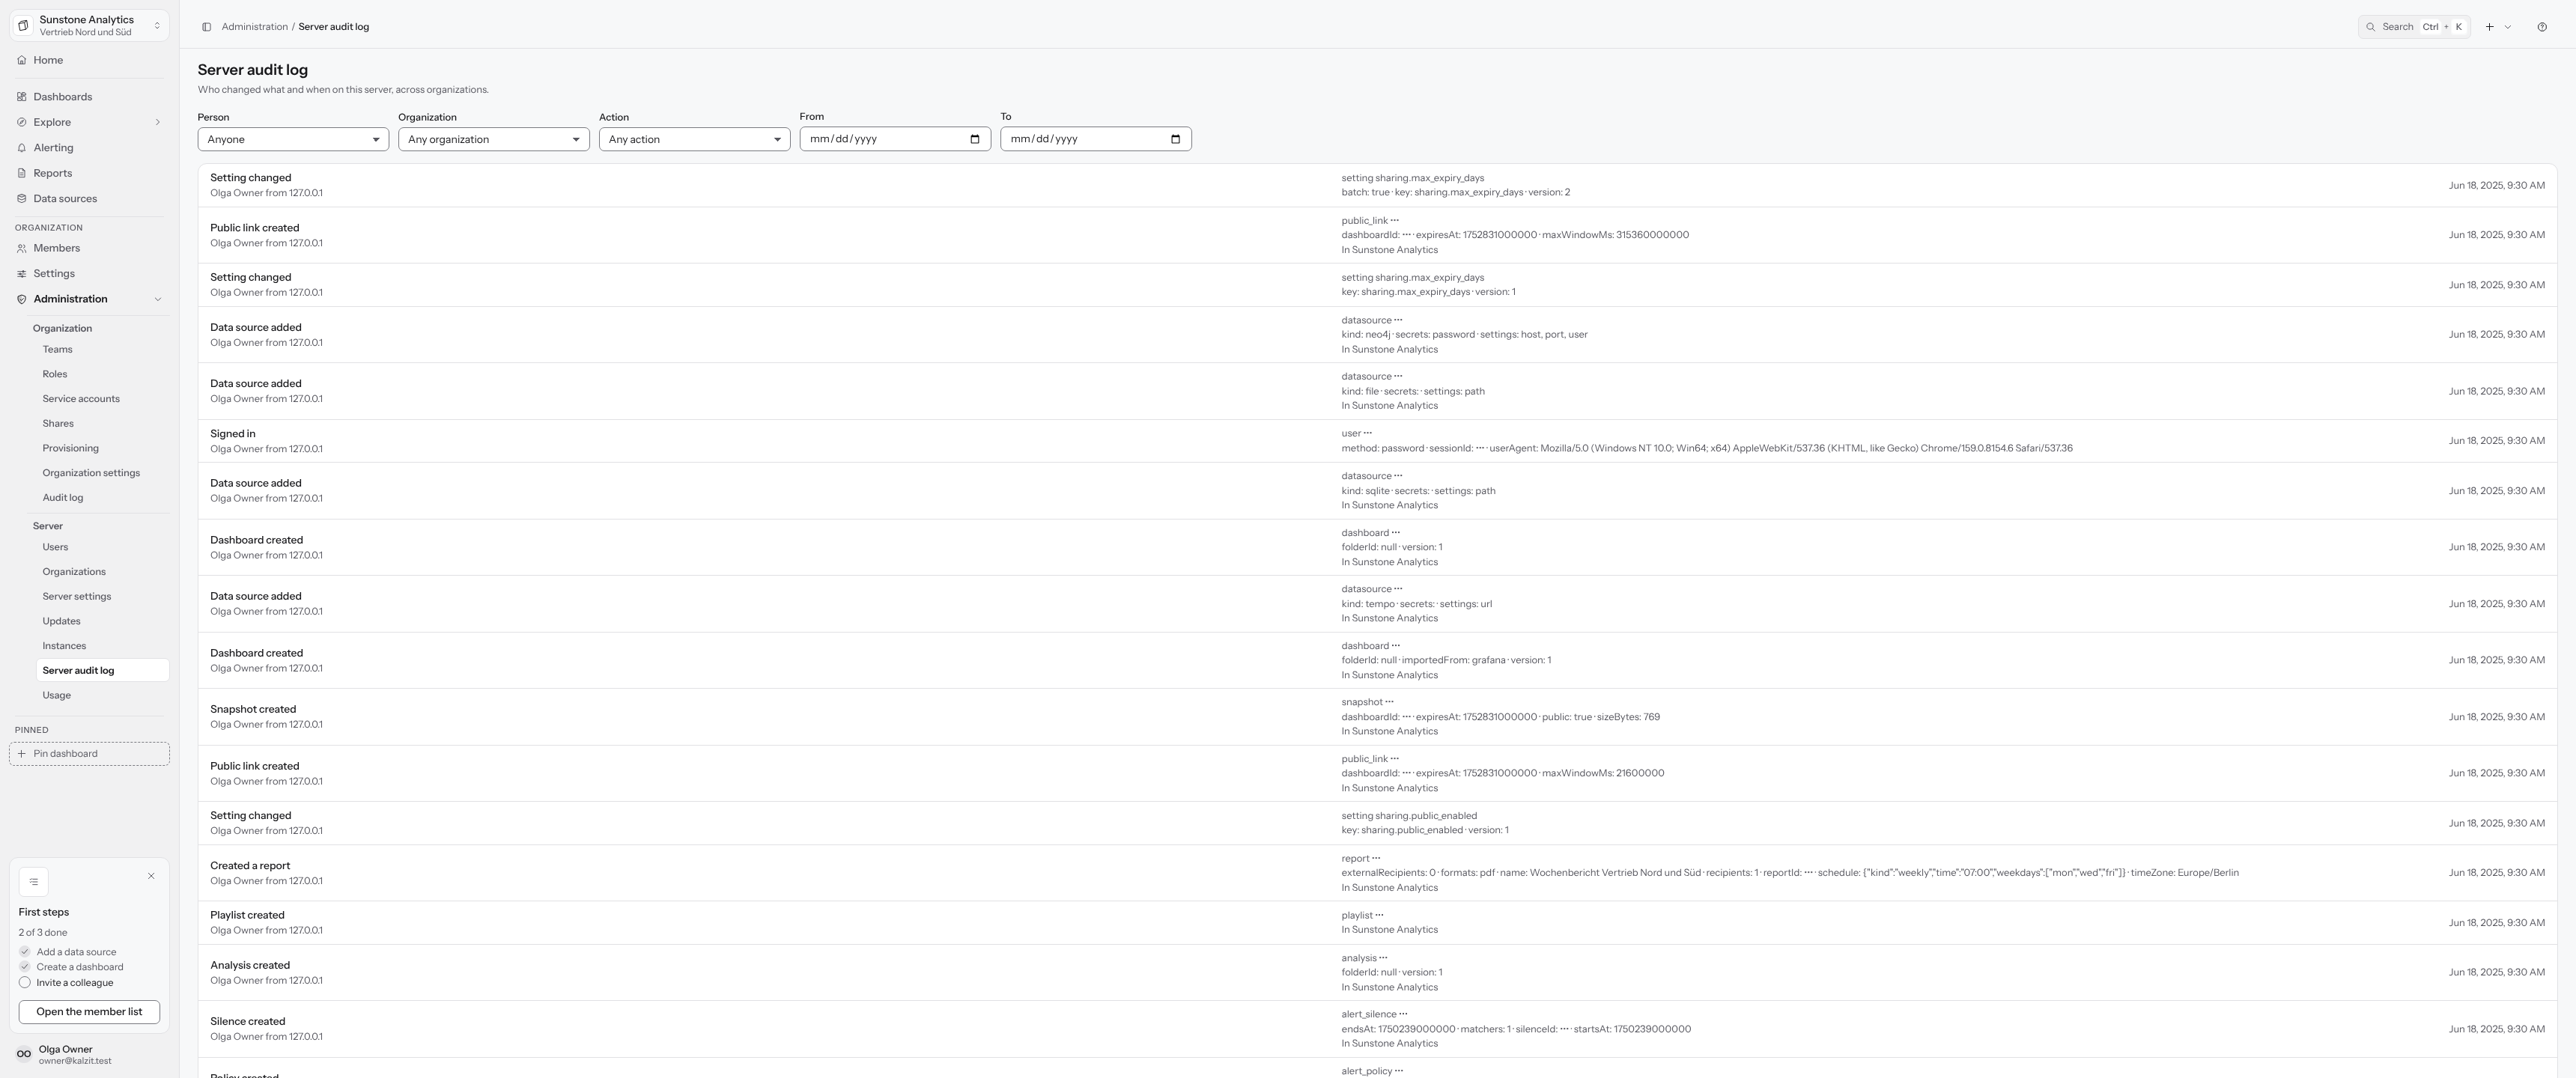 Sunstone Analytics
Vertrieb Nord und Süd
Home
Dashboards
Explore
Alerting
Reports
Data sources
ORGANIZATION
Members
Settings
Administration
Organization
Teams
Roles
Service accounts
Shares
Provisioning
Organization settings
Audit log
Server
Users
Organizations
Server settings
Updates
Instances
Server audit log
Usage
PINNED
Pin dashboard
First steps
2 of 3 done
Add a data source
Create a dashboard
Invite a colleague
Open the member list
OO
Olga Owner
owner@kalzit.test
Administration / Server audit log
Search Ctrl + K
Server audit log
Who changed what and when on this server, across organizations.
Person
Anyone
Organization
Any organization
Action
Any action
From
mm/dd/yyyy
To
mm/dd/yyyy
Setting changed
Olga Owner from 127.0.0.1
setting sharing.max_expiry_days
batch: true · key: sharing.max_expiry_days · version: 2
Jun 18, 2025, 9:30 AM
Public link created
Olga Owner from 127.0.0.1
public_link ···
dashboardId: ··· · expiresAt: 1752831000000 · maxWindowMs: 315360000000
In Sunstone Analytics
Jun 18, 2025, 9:30 AM
Setting changed
Olga Owner from 127.0.0.1
setting sharing.max_expiry_days
key: sharing.max_expiry_days · version: 1
Jun 18, 2025, 9:30 AM
Data source added
Olga Owner from 127.0.0.1
datasource ···
kind: neo4j · secrets: password · settings: host, port, user
In Sunstone Analytics
Jun 18, 2025, 9:30 AM
Data source added
Olga Owner from 127.0.0.1
datasource ···
kind: file · secrets: · settings: path
In Sunstone Analytics
Jun 18, 2025, 9:30 AM
Signed in
Olga Owner from 127.0.0.1
user ···
method: password · sessionId: ··· · userAgent: Mozilla/5.0 (Windows NT 10.0; Win64; x64) AppleWebKit/537.36 (KHTML, like Gecko) Chrome/159.0.8154.6 Safari/537.36
Jun 18, 2025, 9:30 AM
Data source added
Olga Owner from 127.0.0.1
datasource ···
kind: sqlite · secrets: · settings: path
In Sunstone Analytics
Jun 18, 2025, 9:30 AM
Dashboard created
Olga Owner from 127.0.0.1
dashboard ···
folderId: null · version: 1
In Sunstone Analytics
Jun 18, 2025, 9:30 AM
Data source added
Olga Owner from 127.0.0.1
datasource ···
kind: tempo · secrets: · settings: url
In Sunstone Analytics
Jun 18, 2025, 9:30 AM
Dashboard created
Olga Owner from 127.0.0.1
dashboard ···
folderId: null · importedFrom: grafana · version: 1
In Sunstone Analytics
Jun 18, 2025, 9:30 AM
Snapshot created
Olga Owner from 127.0.0.1
snapshot ···
dashboardId: ··· · expiresAt: 1752831000000 · public: true · sizeBytes: 769
In Sunstone Analytics
Jun 18, 2025, 9:30 AM
Public link created
Olga Owner from 127.0.0.1
public_link ···
dashboardId: ··· · expiresAt: 1752831000000 · maxWindowMs: 21600000
In Sunstone Analytics
Jun 18, 2025, 9:30 AM
Setting changed
Olga Owner from 127.0.0.1
setting sharing.public_enabled
key: sharing.public_enabled · version: 1
Jun 18, 2025, 9:30 AM
Created a report
Olga Owner from 127.0.0.1
report ···
externalRecipients: 0 · formats: pdf · name: Wochenbericht Vertrieb Nord und Süd · recipients: 1 · reportId: ··· · schedule: {"kind":"weekly","time":"07:00","weekdays":["mon","wed","fri"]} · timeZone: Europe/Berlin
In Sunstone Analytics
Jun 18, 2025, 9:30 AM
Playlist created
Olga Owner from 127.0.0.1
playlist ···
In Sunstone Analytics
Jun 18, 2025, 9:30 AM
Analysis created
Olga Owner from 127.0.0.1
analysis ···
folderId: null · version: 1
In Sunstone Analytics
Jun 18, 2025, 9:30 AM
Silence created
Olga Owner from 127.0.0.1
alert_silence ···
endsAt: 1750239000000 · matchers: 1 · silenceId: ··· · startsAt: 1750239000000
In Sunstone Analytics
Jun 18, 2025, 9:30 AM
Policy created
alert_policy ···